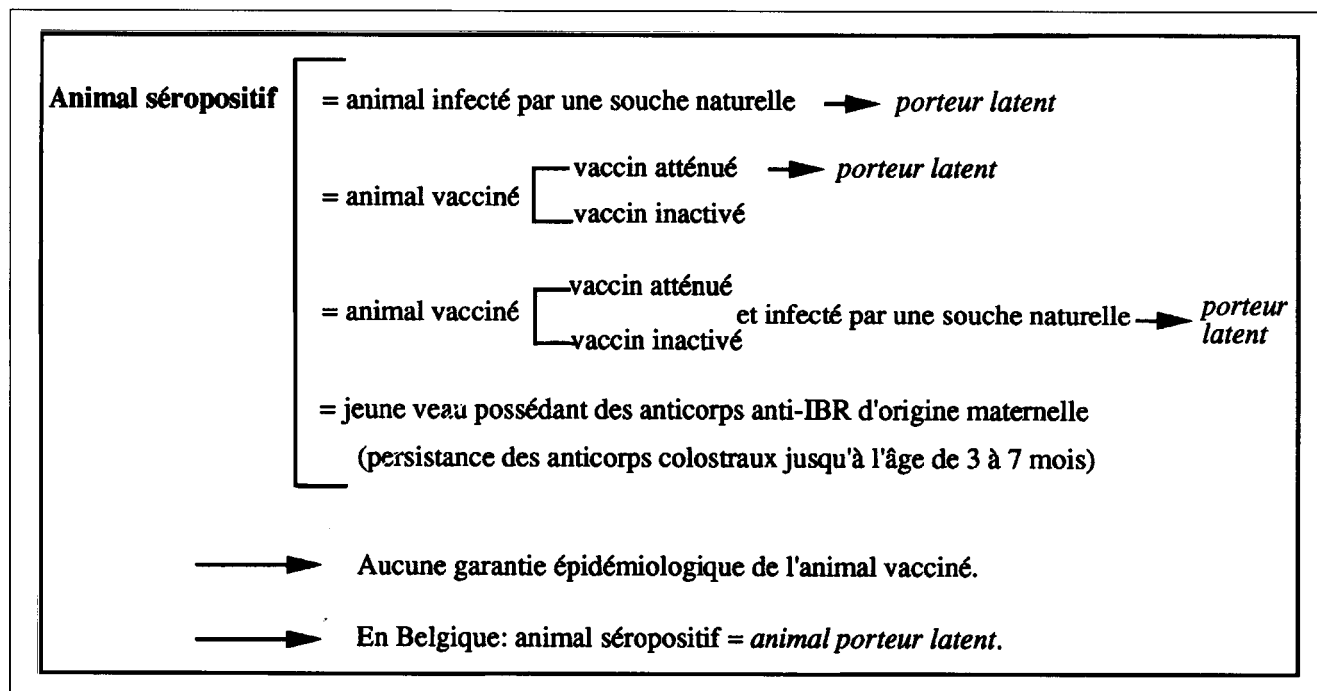 Animal séropositif = animal infecté par une souche naturelle → porteur latent
vaccin atténué → porteur latent
= animal vacciné
vaccin inactivé
vaccin atténué
= animal vacciné et infecté par une souche naturelle → porteur latent
vaccin inactivé
= jeune veau possédant des anticorps anti-IBR d'origine maternelle
(persistance des anticorps colostraux jusqu'à l'âge de 3 à 7 mois)
→ Aucune garantie épidémiologique de l'animal vacciné.
→ En Belgique: animal séropositif = animal porteur latent.